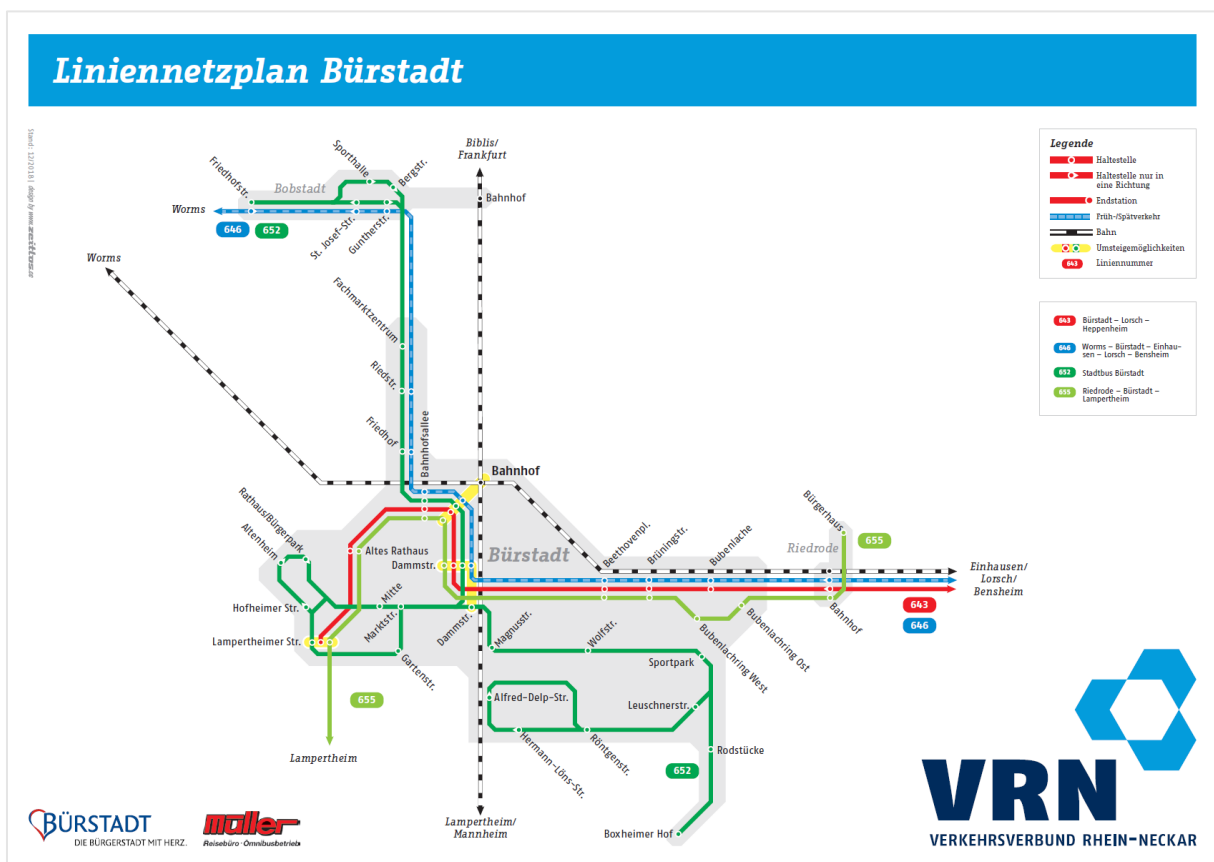 Liniennetzplan Bürstadt
Stand: 12/2018 | design by
Biblis/
Frankfurt
Bahnhof
Friedhofstr.
Bobstadt
Sporthalle
Bergstr.
Worms
646
652
St. Josef-Str.
Guntherstr.
Worms
Fachmarktzentrum
Riedstr.
Friedhof
Bahnhofsallee
Bahnhof
Rathaus/Bürgerpark
Altenheim
Altes Rathaus
Dammstr.
Bürstadt
Beethovenpl.
Brüningstr.
Bubenlache
Bürgerhaus
Riedrode
655
Einhausen/
Lorsch/
Bensheim
643
646
Hofheimer Str.
Mitte
Marktstr.
Lampertheimer Str.
Gartenstr.
Dammstr.
Magnusstr.
Wolfstr.
Sportpark
Bubenlachring West
Bubenlachring Ost
Bahnhof
655
Lampertheim
Alfred-Delp-Str.
Leuschnerstr.
Hermann-Löns-Str.
Röntgenstr.
652
Rodstücke
Boxheimer Hof
Lampertheim/
Mannheim
Legende
Haltestelle
Haltestelle nur in
eine Richtung
Endstation
Früh-/Spätverkehr
Bahn
Umsteigemöglichkeiten
643 Liniennummer
643 Bürstadt – Lorsch –
Heppenheim
646 Worms – Bürstadt – Einhau-
sen – Lorsch – Bensheim
652 Stadtbus Bürstadt
655 Riedrode – Bürstadt –
Lampertheim
BÜRSTADT
DIE BÜRGERSTADT MIT HERZ.
müller
Reisebüro · Omnibusbetrieb
VRN
VERKEHRSVERBUND RHEIN-NECKAR